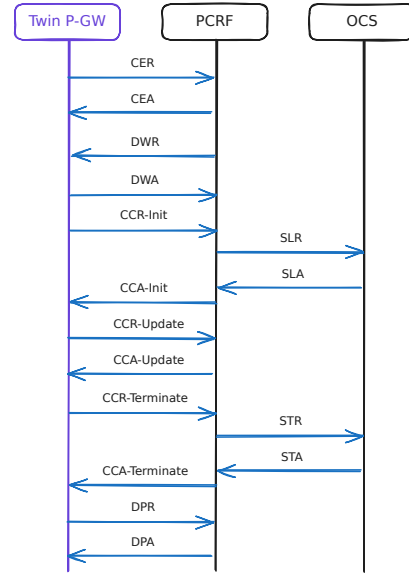 Twin P-GW PCRF OCS
CER
CEA
DWR
DWA
CCR-Init
SLR
SLA
CCA-Init
CCR-Update
CCA-Update
CCR-Terminate
STR
STA
CCA-Terminate
DPR
DPA